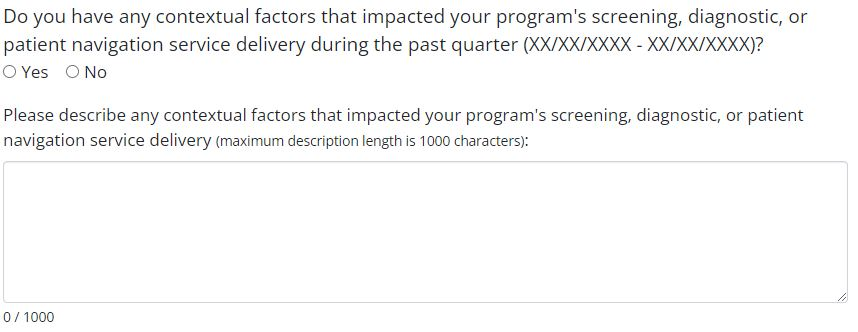 Do you have any contextual factors that impacted your program's screening, diagnostic, or
patient navigation service delivery during the past quarter (XX/XX/XXXX - XX/XX/XXXX)?
Yes No
Please describe any contextual factors that impacted your program's screening, diagnostic, or patient
navigation service delivery (maximum description length is 1000 characters):
0 / 1000